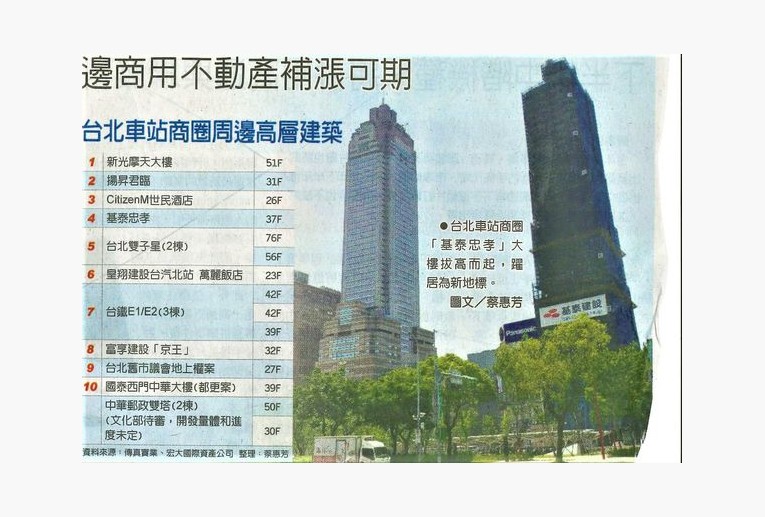 邊商用不動產補漲可期
台北車站商圈周邊高層建築
1 新光摩天大樓 51F
2 揚昇君臨 31F
3 CitizenM世民酒店 26F
4 基泰忠孝 37F
5 台北雙子星(2棟) 76F
56F
6 皇翔建設台汽北站 萬麗飯店 23F
7 台鐵E1/E2(3棟) 42F
42F
39F
8 富享建設「京王」 32F
9 台北舊市議會地上權案 27F
10 國泰西門中華大樓(都更案) 39F
中華郵政雙塔(2棟) 50F
(文化部待審，開發量體和進
度未定) 30F
資料來源：傳真實業、宏大國際資產公司 整理：蔡惠芳
●台北車站商圈
「基泰忠孝」大
樓拔高而起，躍
居為新地標。
圖文／蔡惠芳
基泰建設
Panasonic